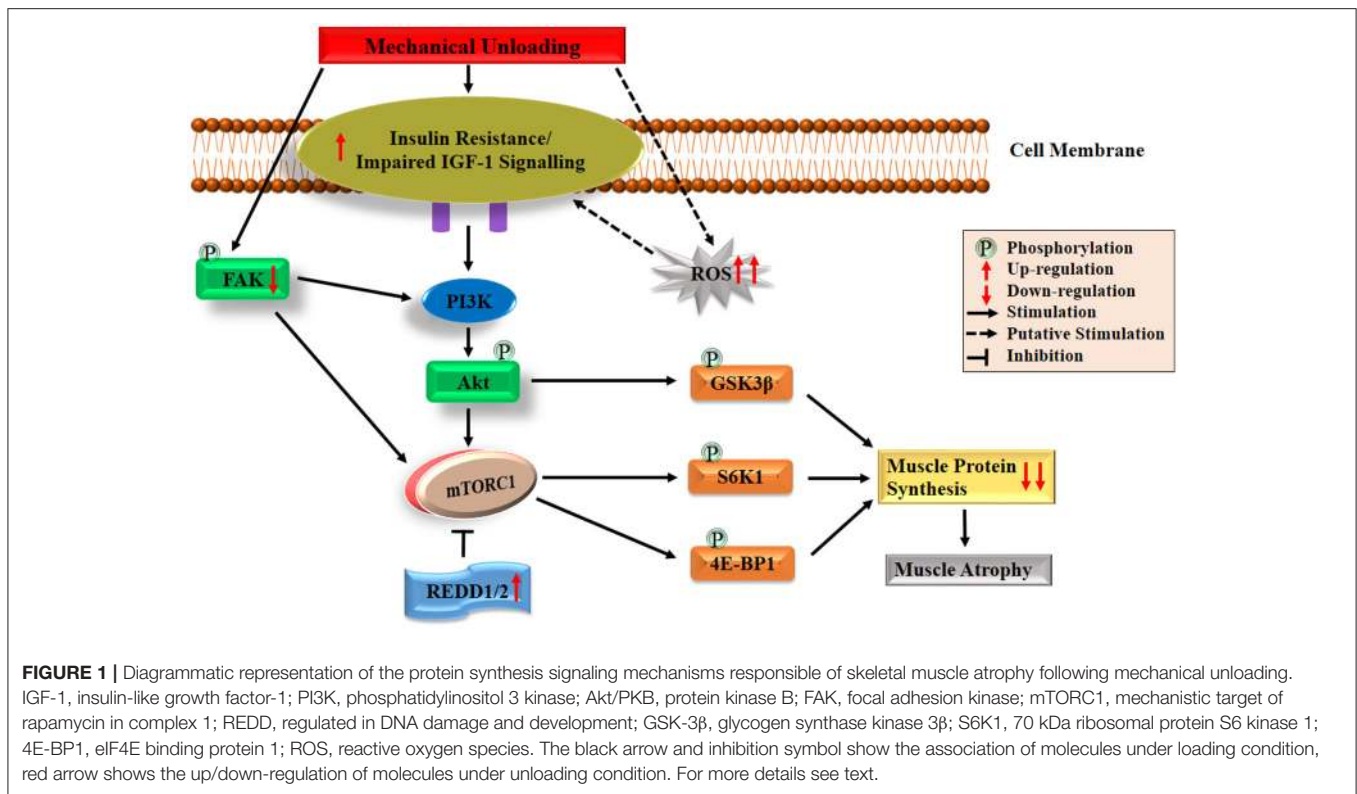 Mechanical Unloading
Insulin Resistance/
Impaired IGF-1 Signalling
Cell Membrane
P
FAK
ROS
PI3K
P
Akt
P
GSK3β
mTORC1
P
S6K1
P
4E-BP1
REDD1/2
Muscle Protein
Synthesis
Muscle Atrophy
P Phosphorylation
Up-regulation
Down-regulation
Stimulation
Putative Stimulation
Inhibition
FIGURE 1 | Diagrammatic representation of the protein synthesis signaling mechanisms responsible of skeletal muscle atrophy following mechanical unloading.
IGF-1, insulin-like growth factor-1; PI3K, phosphatidylinositol 3 kinase; Akt/PKB, protein kinase B; FAK, focal adhesion kinase; mTORC1, mechanistic target of
rapamycin in complex 1; REDD, regulated in DNA damage and development; GSK-3β, glycogen synthase kinase 3β; S6K1, 70 kDa ribosomal protein S6 kinase 1;
4E-BP1, eIF4E binding protein 1; ROS, reactive oxygen species. The black arrow and inhibition symbol show the association of molecules under loading condition,
red arrow shows the up/down-regulation of molecules under unloading condition. For more details see text.